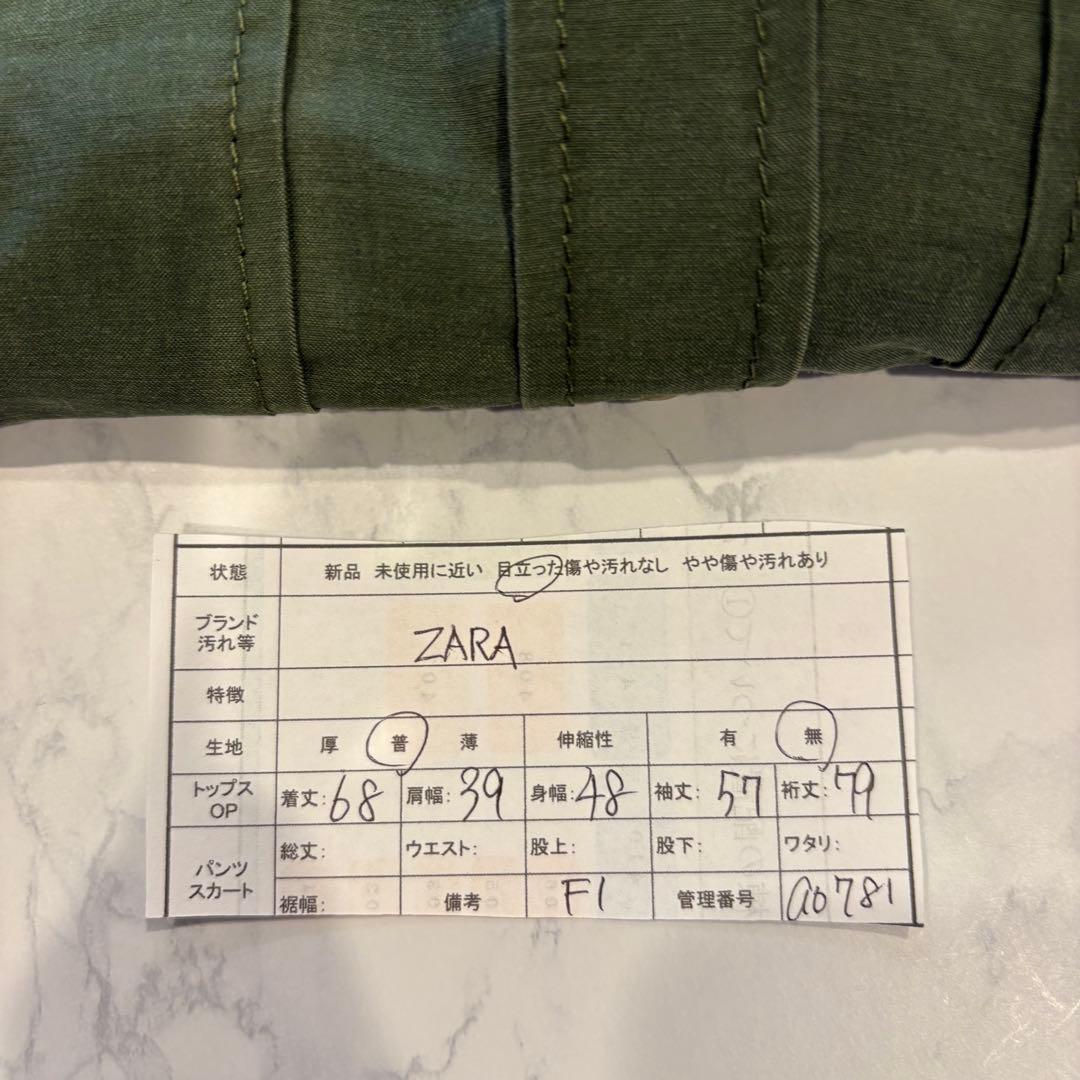 状態 新品 未使用に近い 目立った傷や汚れなし やや傷や汚れあり
ブランド
汚れ等 ZARA
特徴
生地 厚 普 薄 伸縮性 有 無
トップス
OP 着丈:68 肩幅:39 身幅:48 袖丈:57 裄丈:79
パンツ
スカート 総丈: ウエスト: 股上: 股下: ワタリ:
裾幅: 備考 F1 管理番号 a0781